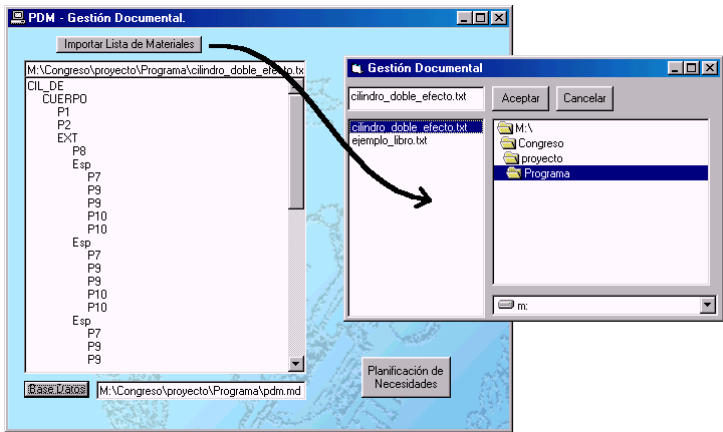 PDM - Gestión Documental.
Importar Lista de Materiales
M:\Congreso\proyecto\Programa\cilindro_doble_efecto.tx
CIL_DE
CUERPO
P1
P2
EXT
P8
Esp
P7
P9
P9
P10
P10
Esp
P7
P9
P9
P10
P10
Esp
P7
P9
P9
Base Datos
M:\Congreso\proyecto\Programa\pdm.md
Planificación de
Necesidades
Gestión Documental
cilindro_doble_efecto.txt
Aceptar
Cancelar
cilindro_doble_efecto.txt
ejemplo_libro.txt
M:\
Congreso
proyecto
Programa
m: